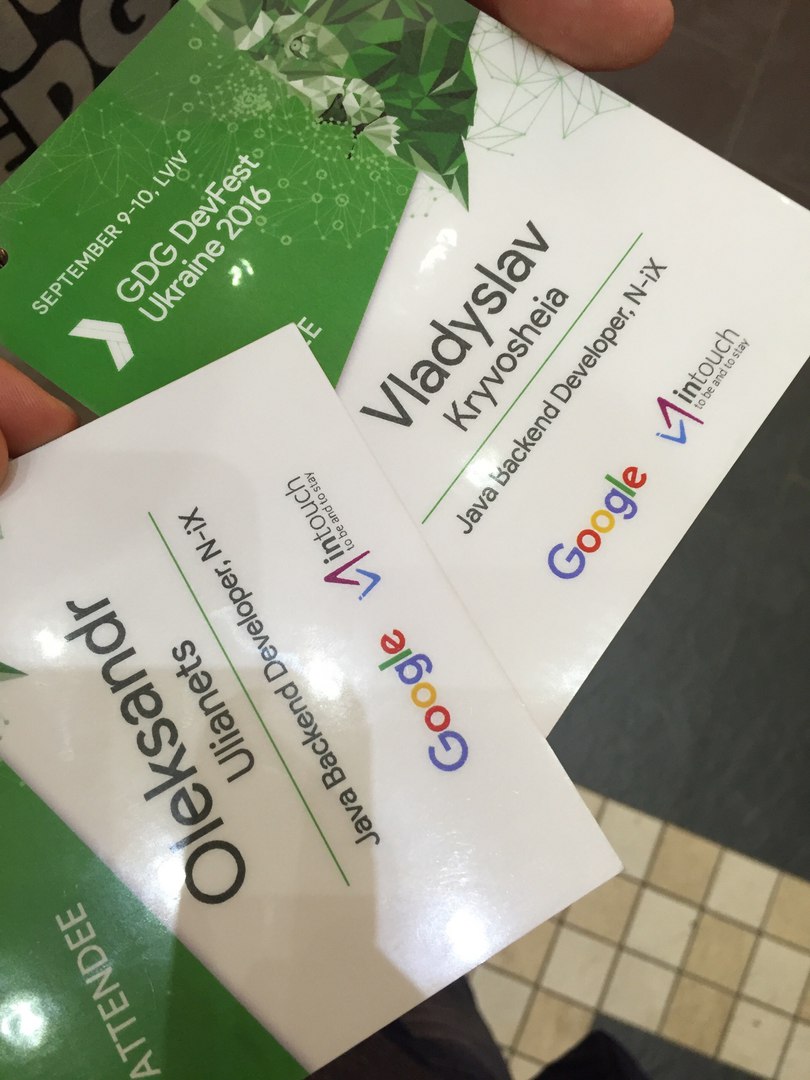 SEPTEMBER 9-10, LVIV
GDG DevFest
Ukraine 2016
EE
Vladyslav
Kryvosheia
Java Backend Developer, N-iX
Google
intouch
to be and to stay
Oleksandr
Ulianets
Java Backend Developer, N-iX
Google
intouch
to be and to stay
ATTENDEE